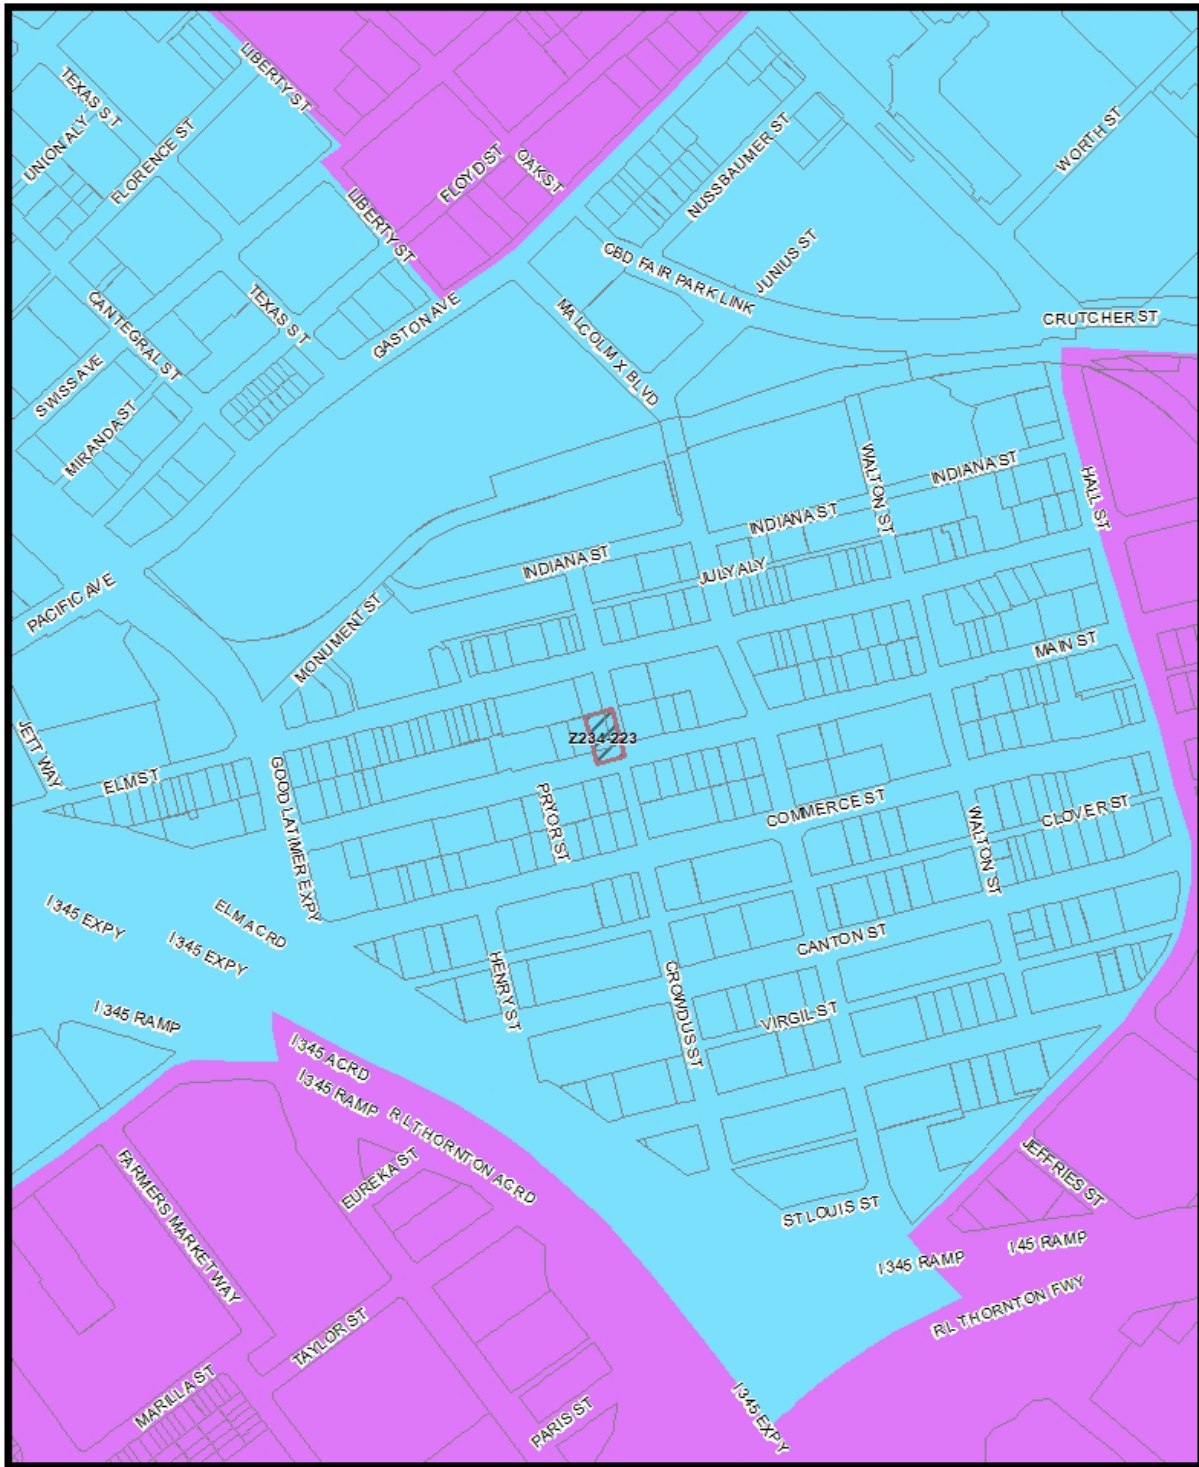 LIBERTY ST
TEXAS ST
UNION ALY
FLORENCE ST
FLOYD ST
OAK ST
NUSSBAUMER ST
WORTH ST
LIBERTY ST
CBD FAIR PARK LINK
JUNIUS ST
CANTEGRAL ST
TEXAS ST
GASTON AVE
MALCOLM X BLVD
CRUTCHER ST
SWISS AVE
MIRANDA ST
WALTON ST
INDIANA ST
HALL ST
INDIANA ST
INDIANA ST
JULY ALY
PACIFIC AVE
MONUMENT ST
MAIN ST
Z234-223
JETT WAY
ELM ST
GOOD LATIMER EXPY
PRYOR ST
COMMERCE ST
WALTON ST
CLOVER ST
I 345 EXPY
ELM ACRD
I 345 EXPY
CANTON ST
HENRY ST
CROWDUS ST
I 345 RAMP
VIRGIL ST
I 345 ACRD
I 345 RAMP
R L THORNTON ACRD
FARMERS MARKET WAY
EUREKA ST
JEFFRIES ST
ST LOUIS ST
I 345 RAMP
I 45 RAMP
R L THORNTON FWY
TAYLOR ST
MARILLA ST
PARIS ST
I 345 EXPY